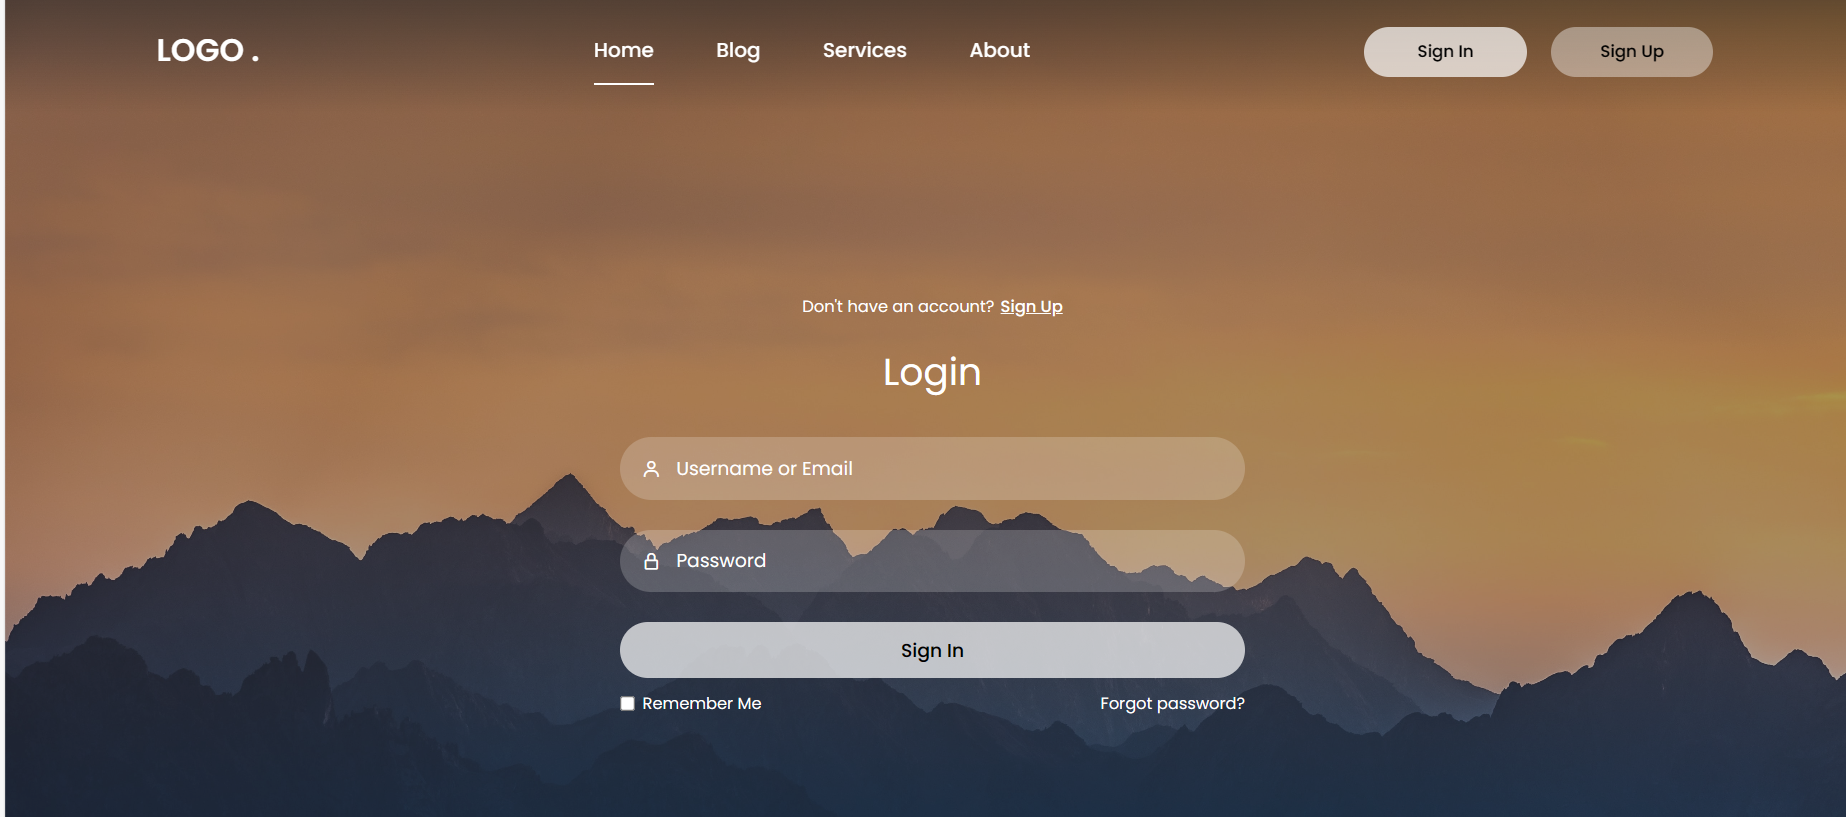 LOGO .
Home Blog Services About
Sign In Sign Up
Don't have an account? Sign Up
Login
Username or Email
Password
Sign In
Remember Me Forgot password?